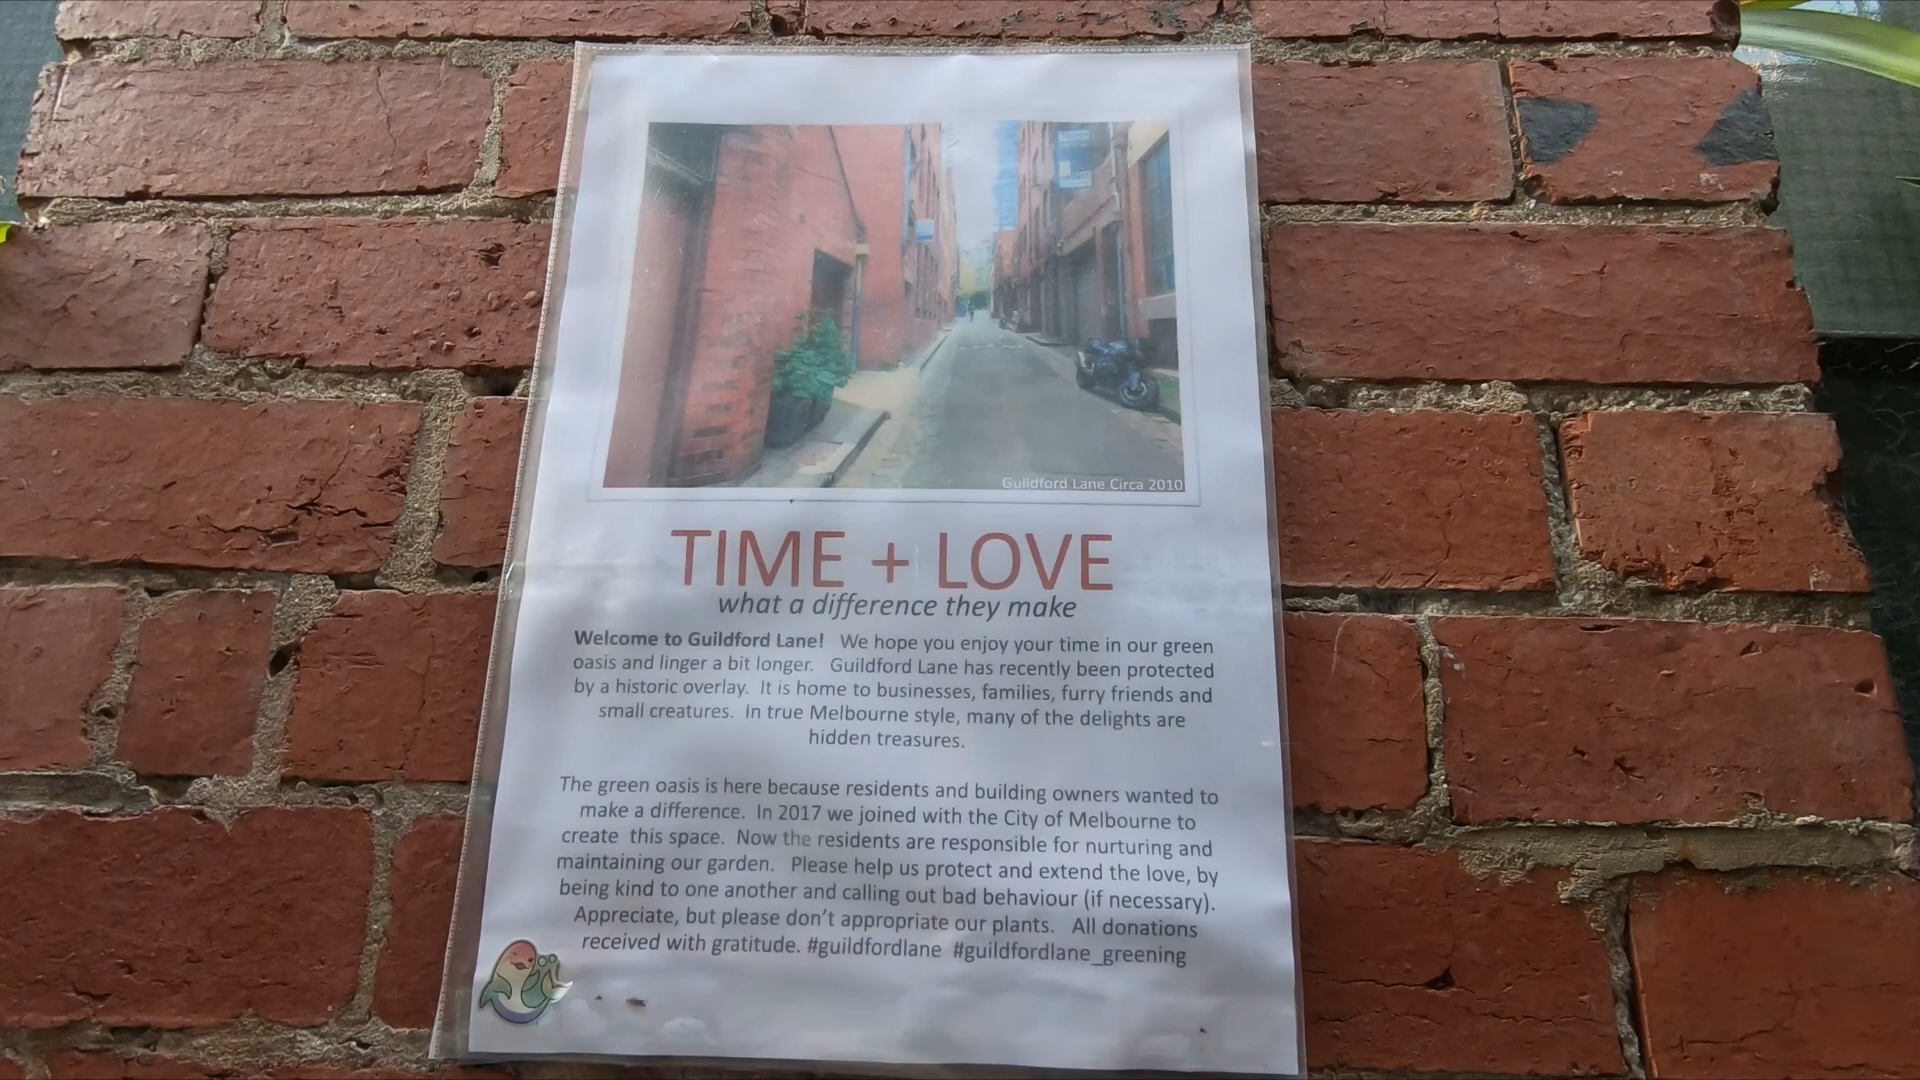 Guildford Lane Circa 2010
TIME + LOVE
what a difference they make
Welcome to Guildford Lane! We hope you enjoy your time in our green
oasis and linger a bit longer. Guildford Lane has recently been protected
by a historic overlay. It is home to businesses, families, furry friends and
small creatures. In true Melbourne style, many of the delights are
hidden treasures.
The green oasis is here because residents and building owners wanted to
make a difference. In 2017 we joined with the City of Melbourne to
create this space. Now the residents are responsible for nurturing and
maintaining our garden. Please help us protect and extend the love, by
being kind to one another and calling out bad behaviour (if necessary).
Appreciate, but please don't appropriate our plants. All donations
received with gratitude. #guildfordlane #guildfordlane_greening